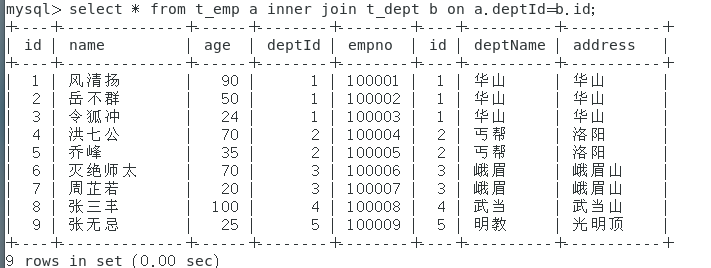 mysql> select * from t_emp a inner join t_dept b on a.deptId=b.id;
+----+-----------+------+--------+--------+----+----------+-----------+
| id | name | age | deptId | empno | id | deptName | address |
+----+-----------+------+--------+--------+----+----------+-----------+
| 1 | 风清扬 | 90 | 1 | 100001 | 1 | 华山 | 华山 |
| 2 | 岳不群 | 50 | 1 | 100002 | 1 | 华山 | 华山 |
| 3 | 令狐冲 | 24 | 1 | 100003 | 1 | 华山 | 华山 |
| 4 | 洪七公 | 70 | 2 | 100004 | 2 | 丐帮 | 洛阳 |
| 5 | 乔峰 | 35 | 2 | 100005 | 2 | 丐帮 | 洛阳 |
| 6 | 灭绝师太 | 70 | 3 | 100006 | 3 | 峨眉 | 峨眉山 |
| 7 | 周芷若 | 20 | 3 | 100007 | 3 | 峨眉 | 峨眉山 |
| 8 | 张三丰 | 100 | 4 | 100008 | 4 | 武当 | 武当山 |
| 9 | 张无忌 | 25 | 5 | 100009 | 5 | 明教 | 光明顶 |
+----+-----------+------+--------+--------+----+----------+-----------+
9 rows in set (0.00 sec)